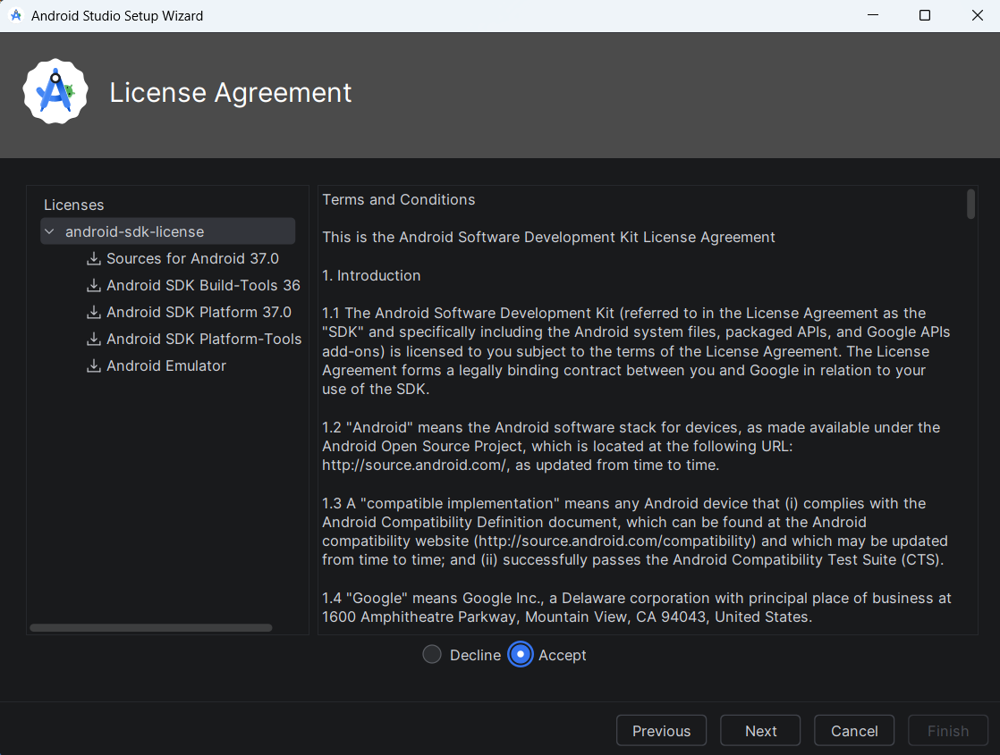 Android Studio Setup Wizard
License Agreement
Licenses
android-sdk-license
Sources for Android 37.0
Android SDK Build-Tools 36
Android SDK Platform 37.0
Android SDK Platform-Tools
Android Emulator
Terms and Conditions
This is the Android Software Development Kit License Agreement
1. Introduction
1.1 The Android Software Development Kit (referred to in the License Agreement as the
"SDK" and specifically including the Android system files, packaged APIs, and Google APIs
add-ons) is licensed to you subject to the terms of the License Agreement. The License
Agreement forms a legally binding contract between you and Google in relation to your
use of the SDK.
1.2 "Android" means the Android software stack for devices, as made available under the
Android Open Source Project, which is located at the following URL:
http://source.android.com/, as updated from time to time.
1.3 A "compatible implementation" means any Android device that (i) complies with the
Android Compatibility Definition document, which can be found at the Android
compatibility website (http://source.android.com/compatibility) and which may be updated
from time to time; and (ii) successfully passes the Android Compatibility Test Suite (CTS).
1.4 "Google" means Google Inc., a Delaware corporation with principal place of business at
1600 Amphitheatre Parkway, Mountain View, CA 94043, United States.
Decline Accept
Previous Next Cancel Finish